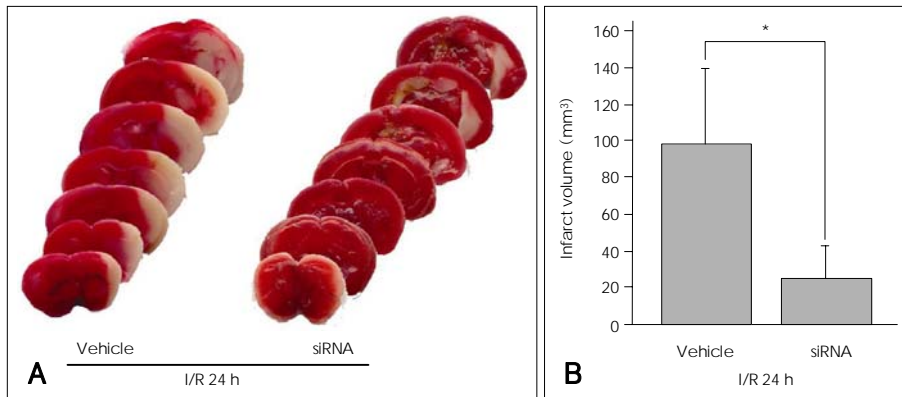 Vehicle siRNA
I/R 24 h
A
Infarct volume (mm³)
160
140
120
100
80
60
40
20
0
*
Vehicle siRNA
I/R 24 h
B